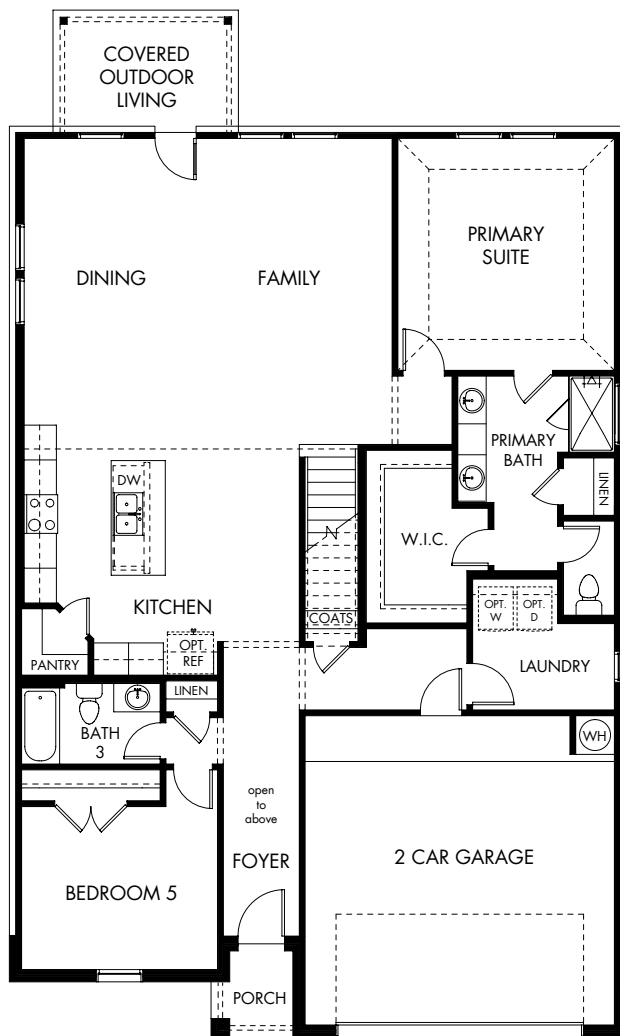 COVERED
OUTDOOR
LIVING
DINING
FAMILY
PRIMARY
SUITE
PRIMARY
BATH
LINEN
DW
W.I.C.
KITCHEN
COATS
OPT.
W
OPT.
D
OPT.
REF
PANTRY
LAUNDRY
LINEN
BATH
3
WH
open
to
above
FOYER
2 CAR GARAGE
BEDROOM 5
PORCH